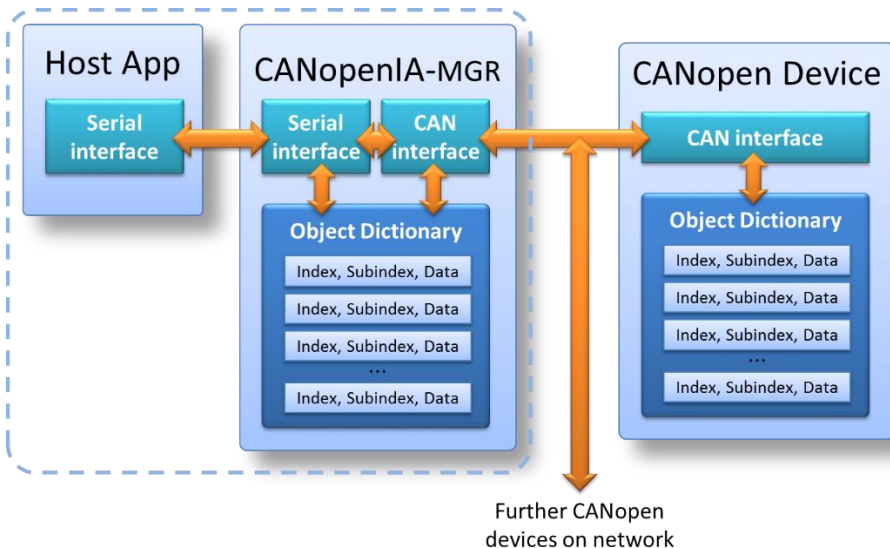 Host App
Serial
interface
CANopenIA-MGR
Serial
interface
CAN
interface
Object Dictionary
Index, Subindex, Data
Index, Subindex, Data
Index, Subindex, Data
...
Index, Subindex, Data
CANopen Device
CAN interface
Object Dictionary
Index, Subindex, Data
Index, Subindex, Data
Index, Subindex, Data
...
Index, Subindex, Data
Further CANopen
devices on network